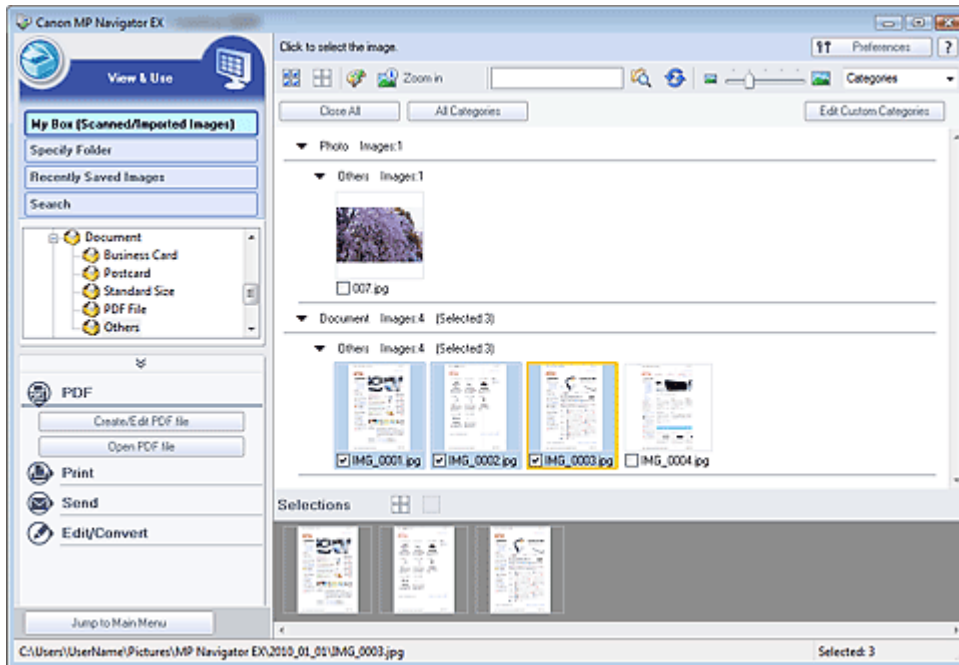 Canon MP Navigator EX
View & Use
My Box (Scanned/Imported Images)
Specify Folder
Recently Saved Images
Search
Document
Business Card
Postcard
Standard Size
PDF File
Others
PDF
Create/Edit PDF file
Open PDF file
Print
Send
Edit/Convert
Jump to Main Menu
Click to select the image.
Preferences
?
Zoom in
Categories
Close All
All Categories
Edit Custom Categories
Photo Images:1
Others Images:1
007.jpg
Document Images:4 (Selected:3)
Others Images:4 (Selected:3)
IMG_0001.jpg IMG_0002.jpg IMG_0003.jpg IMG_0004.jpg
Selections
C:\Users\UserName\Pictures\MP Navigator EX\2010_01_01\IMG_0003.jpg
Selected: 3